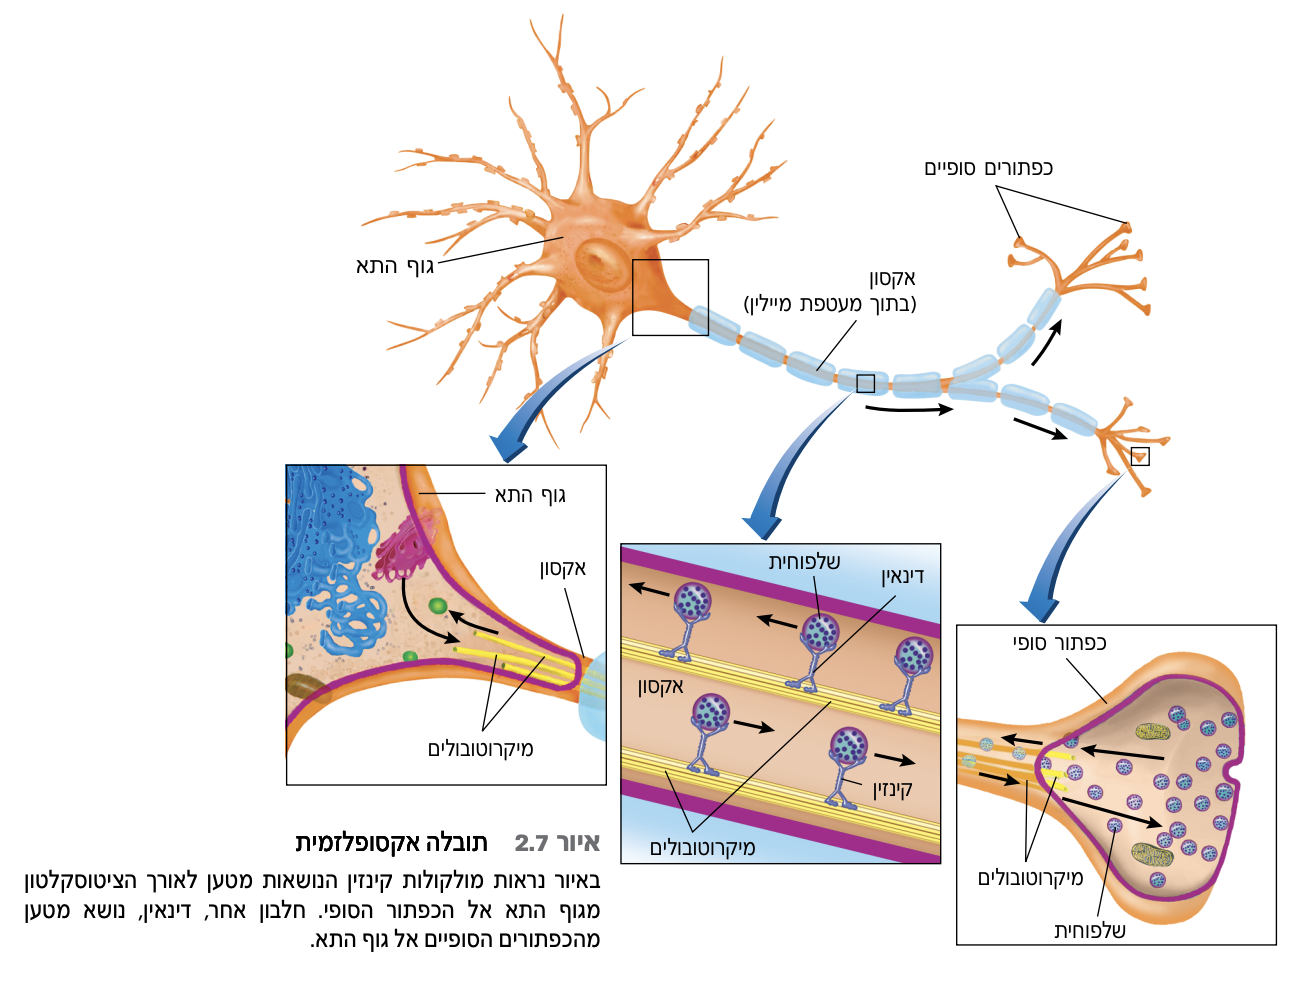 כפתורים סופיים
גוף התא
אקסון
(בתוך מעטפת מיילין)
גוף התא
אקסון
מיקרוטובולים
שלפוחית
דינאין
אקסון
קינזין
מיקרוטובולים
כפתור סופי
מיקרוטובולים
שלפוחית
איור 2.7 תובלה אקסופלזמית
באיור נראות מולקולות קינזין הנושאות מטען לאורך הציטוסקלטון
מגוף התא אל הכפתור הסופי. חלבון אחר, דינאין, נושא מטען
מהכפתורים הסופיים אל גוף התא.